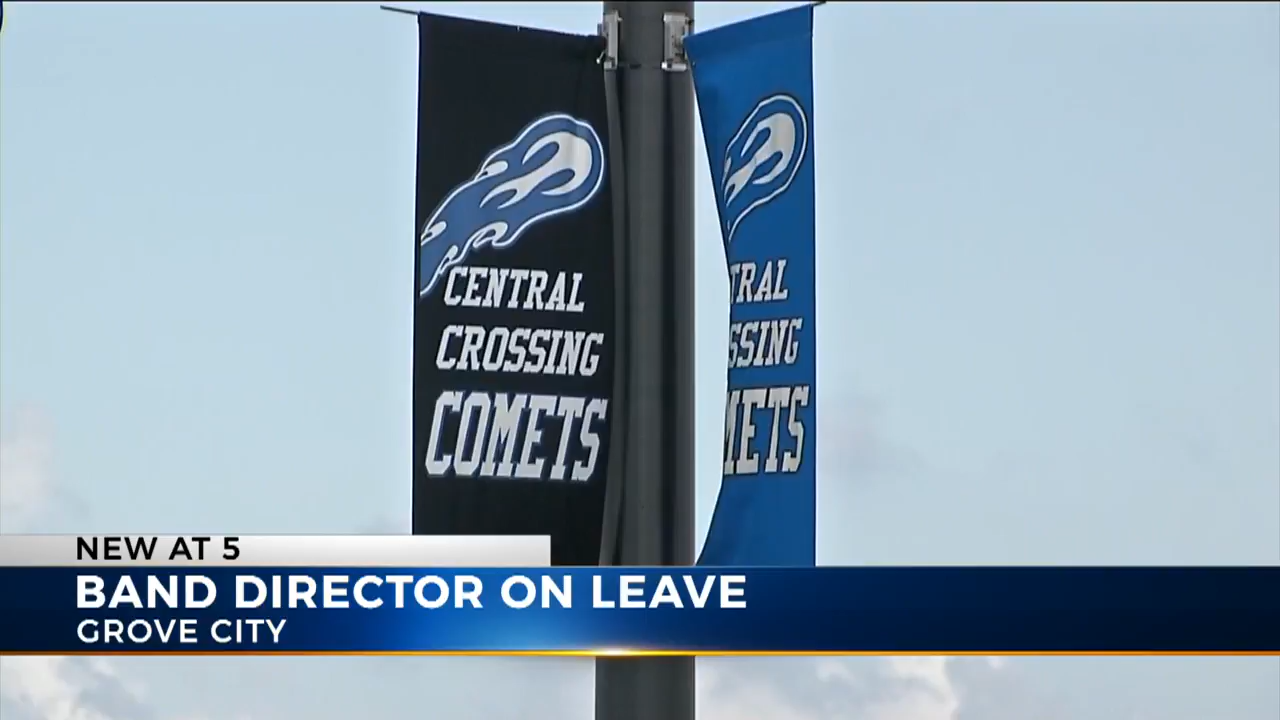 CENTRAL
CROSSING
COMETS
TRAL
SSING
METS
NEW AT 5
BAND DIRECTOR ON LEAVE
GROVE CITY